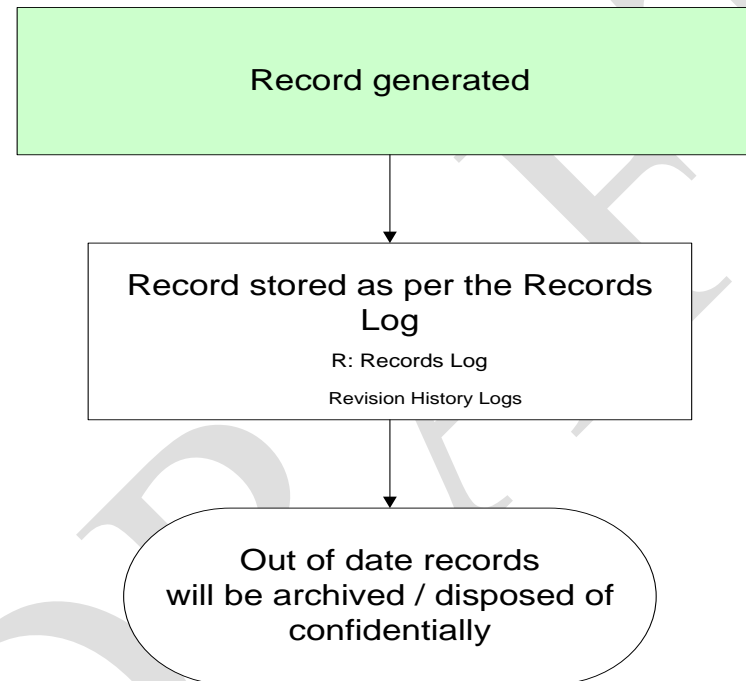 Record generated
Record stored as per the Records
Log
R: Records Log
Revision History Logs
Out of date records
will be archived / disposed of
confidentially